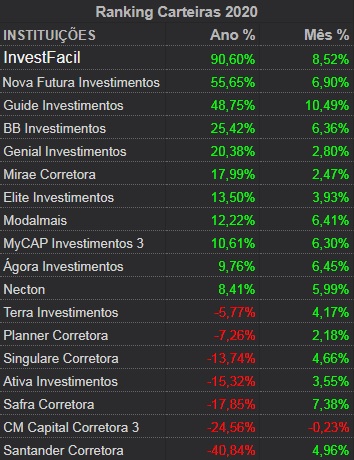 Ranking Carteiras 2020
INSTITUIÇÕES Ano % Mês %
InvestFacil 90,60% 8,52%
Nova Futura Investimentos 55,65% 6,90%
Guide Investimentos 48,75% 10,49%
BB Investimentos 25,42% 6,36%
Genial Investimentos 20,38% 2,80%
Mirae Corretora 17,99% 2,47%
Elite Investimentos 13,50% 3,93%
Modalmais 12,22% 6,41%
MyCAP Investimentos 3 10,61% 6,30%
Ágora Investimentos 9,76% 6,45%
Necton 8,41% 5,99%
Terra Investimentos -5,77% 4,17%
Planner Corretora -7,26% 2,18%
Singulare Corretora -13,74% 4,66%
Ativa Investimentos -15,32% 3,55%
Safra Corretora -17,85% 7,38%
CM Capital Corretora 3 -24,56% -0,23%
Santander Corretora -40,84% 4,96%